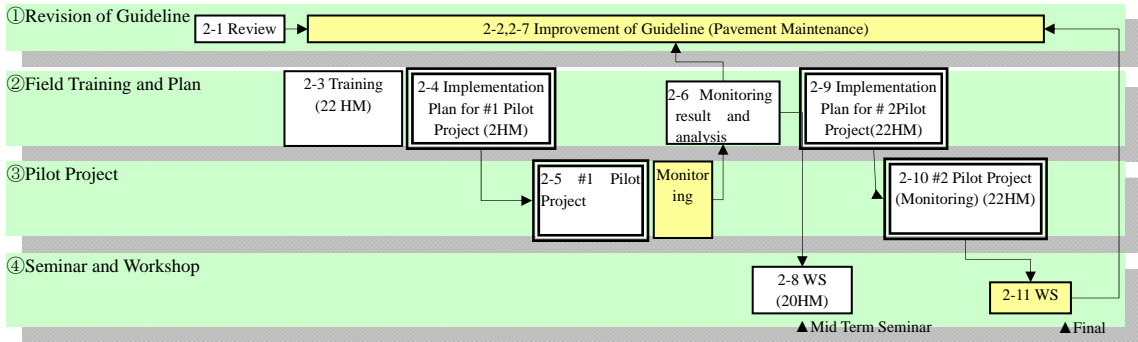 ①Revision of Guideline
2-1 Review
2-2,2-7 Improvement of Guideline (Pavement Maintenance)
②Field Training and Plan
2-3 Training
(22 HM)
2-4 Implementation
Plan for #1 Pilot
Project (2HM)
2-6 Monitoring
result and
analysis
2-9 Implementation
Plan for # 2Pilot
Project(22HM)
③Pilot Project
2-5 #1 Pilot
Project
Monitor
ing
2-10 #2 Pilot Project
(Monitoring) (22HM)
④Seminar and Workshop
2-8 WS
(20HM)
2-11 WS
▲Mid Term Seminar
▲Final